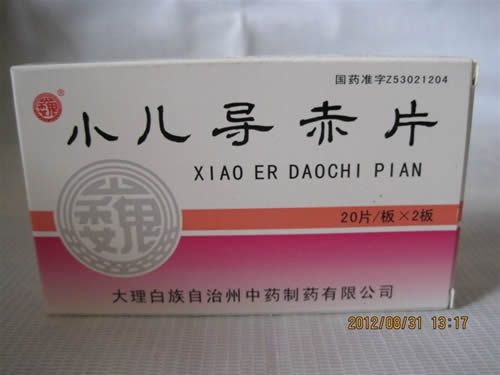 国药准字Z53021204
魏
小儿导赤片
XIAO ER DAOCHI PIAN
魏
20片/板×2板
大理白族自治州中药制药有限公司
2012/08/31 13:17